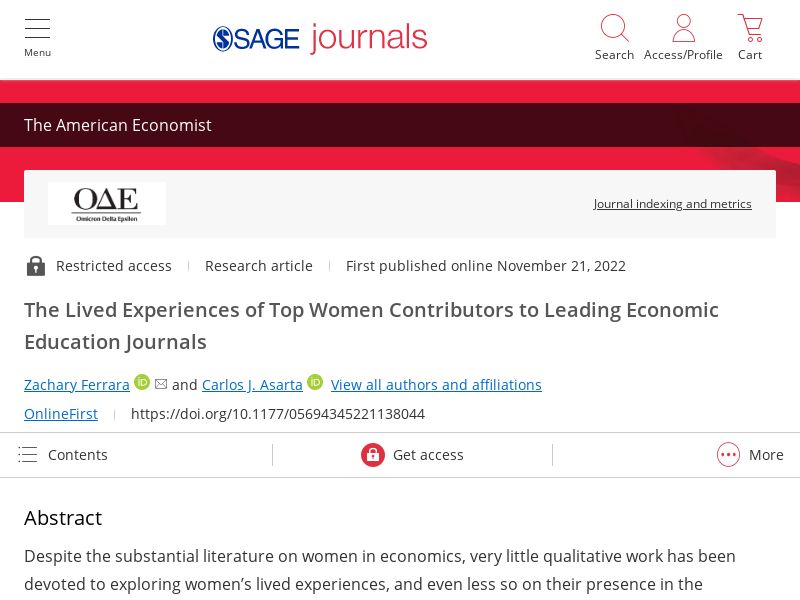 Menu
SAGE journals
Search
Access/Profile
Cart
The American Economist
ΟΔΕ
Omicron Delta Epsilon
Journal indexing and metrics
Restricted access
Research article
First published online November 21, 2022
The Lived Experiences of Top Women Contributors to Leading Economic
Education Journals
Zachary Ferrara iD and Carlos J. Asarta iD View all authors and affiliations
OnlineFirst
https://doi.org/10.1177/05694345221138044
Contents
Get access
More
Abstract
Despite the substantial literature on women in economics, very little qualitative work has been
devoted to exploring women’s lived experiences, and even less so on their presence in the